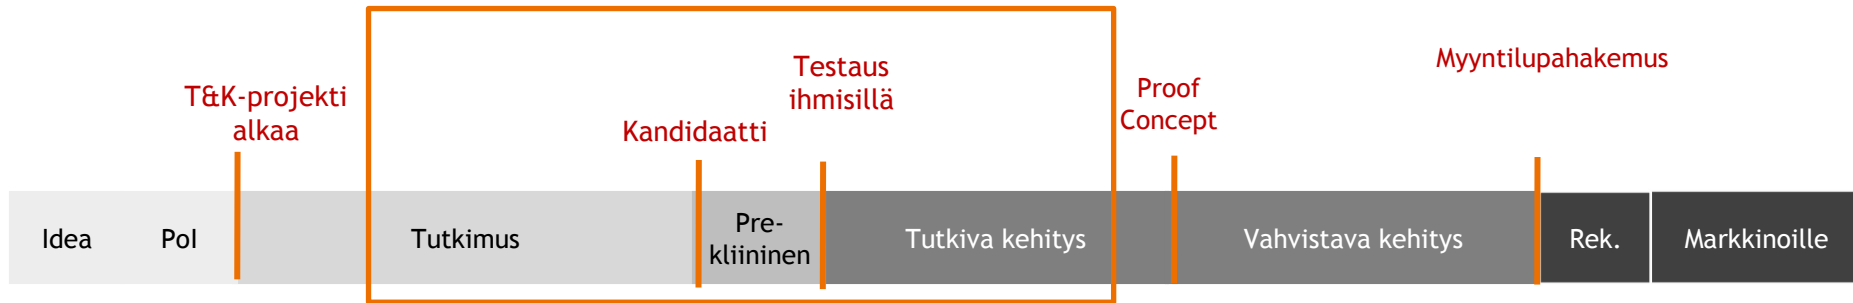 T&K-projekti
alkaa
Kandidaatti
Testaus
ihmisillä
Proof
Concept
Myyntilupahakemus
Idea
PoI
Tutkimus
Pre-
kliininen
Tutkiva kehitys
Vahvistava kehitys
Rek.
Markkinoille